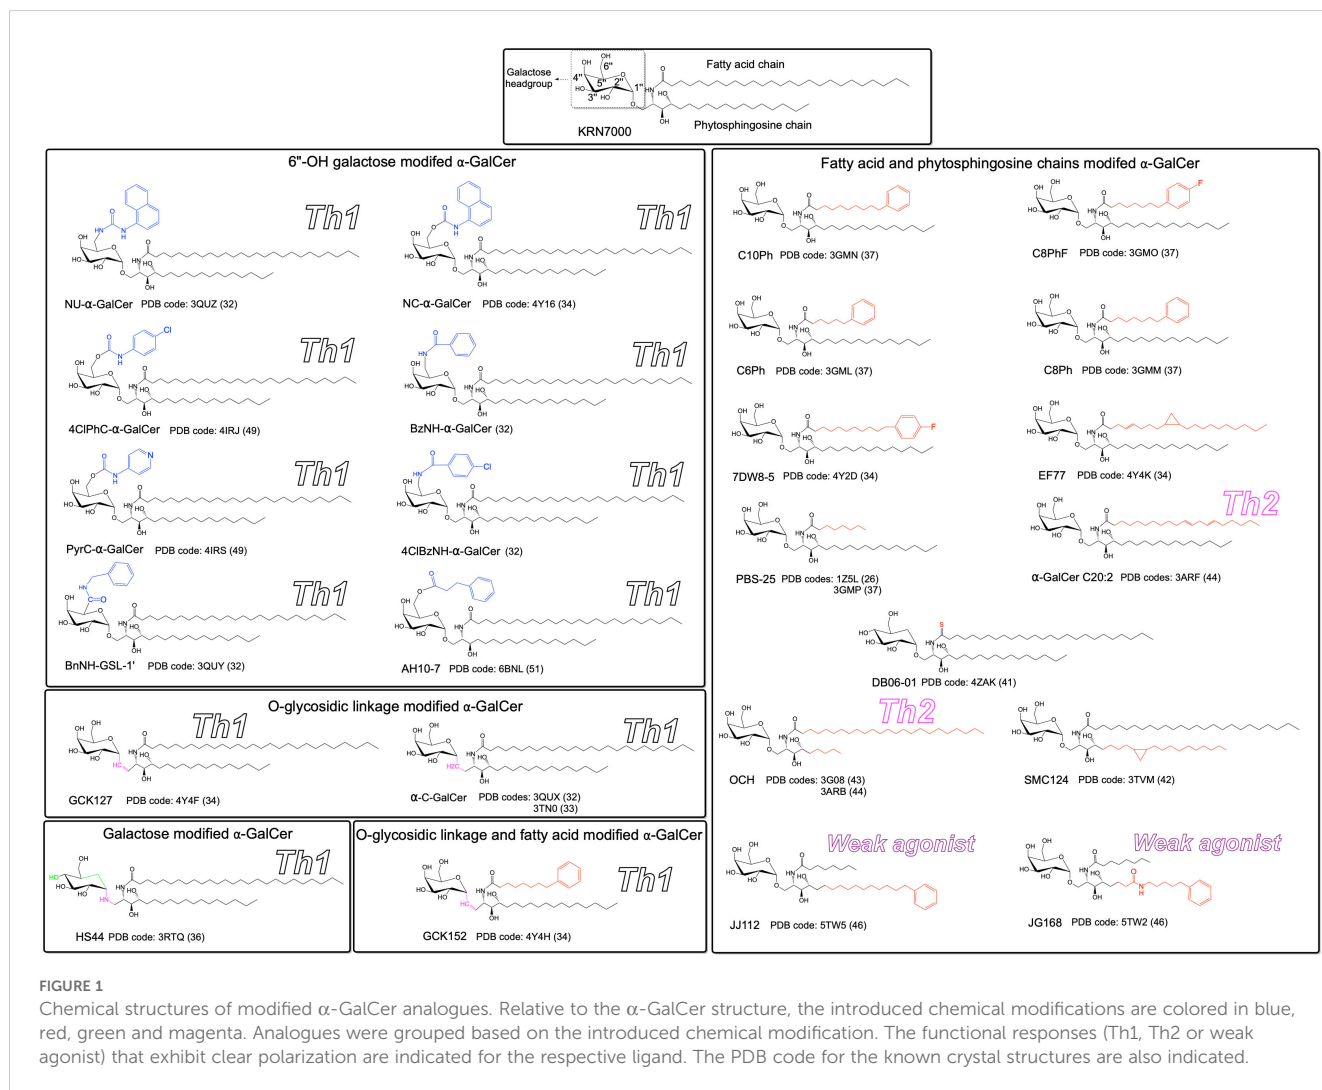 Galactose
headgroup
Fatty acid chain
Phytosphingosine chain
OH
OH
6"
4"
5"
O
HO
3"
HO
2"
1"
O
O
HN
HO
OH
KRN7000
6"-OH galactose modifed α-GalCer
Th1
NU-α-GalCer PDB code: 3QUZ (32)
Th1
NC-α-GalCer PDB code: 4Y16 (34)
Th1
4ClPhC-α-GalCer PDB code: 4IRJ (49)
Th1
BzNH-α-GalCer (32)
Th1
PyrC-α-GalCer PDB code: 4IRS (49)
Th1
4ClBzNH-α-GalCer (32)
Th1
BnNH-GSL-1' PDB code: 3QUY (32)
Th1
AH10-7 PDB code: 6BNL (51)
O-glycosidic linkage modified α-GalCer
Th1
GCK127 PDB code: 4Y4F (34)
Th1
α-C-GalCer PDB codes: 3QUX (32)
3TN0 (33)
Galactose modified α-GalCer
Th1
HS44 PDB code: 3RTQ (36)
O-glycosidic linkage and fatty acid modified α-GalCer
Th1
GCK152 PDB code: 4Y4H (34)
Fatty acid and phytosphingosine chains modifed α-GalCer
C10Ph PDB code: 3GMN (37)
C8PhF PDB code: 3GMO (37)
C6Ph PDB code: 3GML (37)
C8Ph PDB code: 3GMM (37)
7DW8-5 PDB code: 4Y2D (34)
EF77 PDB code: 4Y4K (34)
Th2
PBS-25 PDB codes: 1Z5L (26)
3GMP (37)
α-GalCer C20:2 PDB codes: 3ARF (44)
DB06-01 PDB code: 4ZAK (41)
Th2
OCH PDB codes: 3G08 (43)
3ARB (44)
SMC124 PDB code: 3TVM (42)
Weak agonist
JJ112 PDB code: 5TW5 (46)
Weak agonist
JG168 PDB code: 5TW2 (46)
FIGURE 1
Chemical structures of modified α-GalCer analogues. Relative to the α-GalCer structure, the introduced chemical modifications are colored in blue,
red, green and magenta. Analogues were grouped based on the introduced chemical modification. The functional responses (Th1, Th2 or weak
agonist) that exhibit clear polarization are indicated for the respective ligand. The PDB code for the known crystal structures are also indicated.